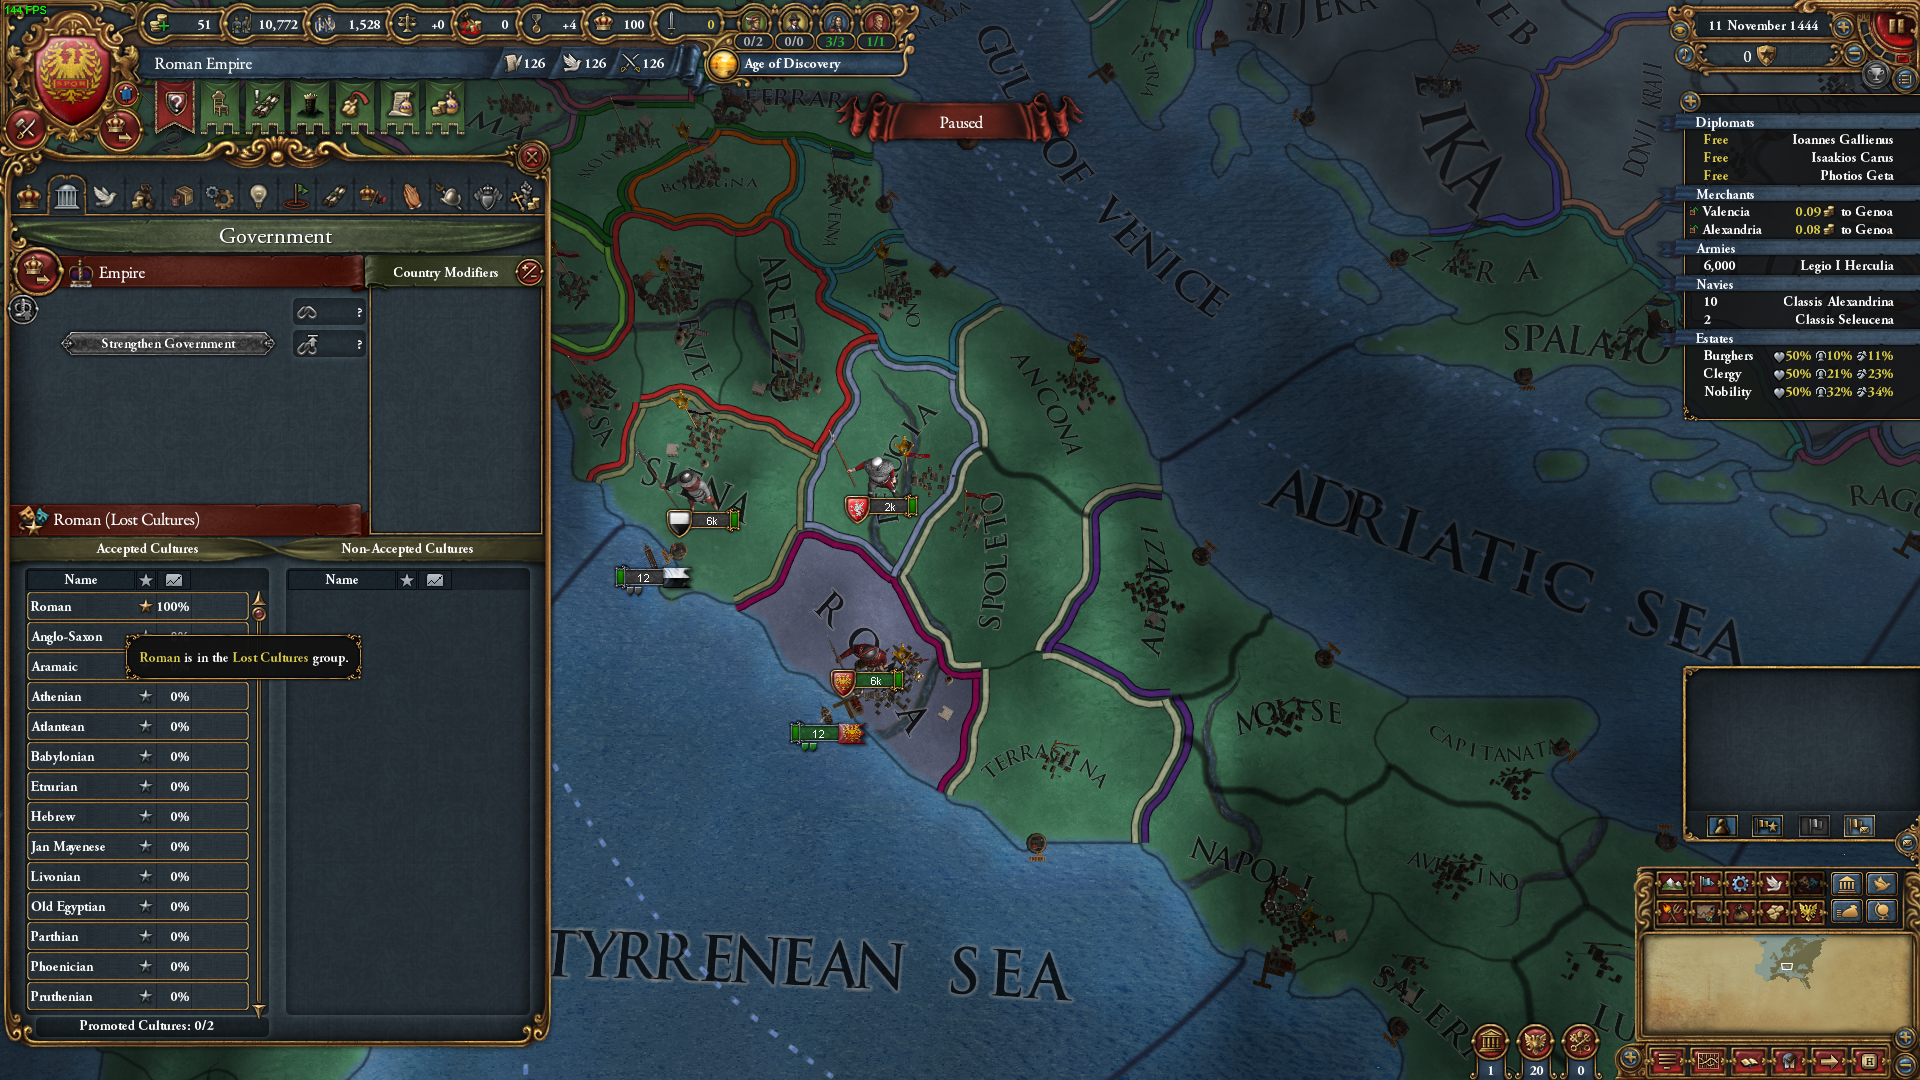 144 FPS
51
10,772
1,528
+0
0
+4
100
0
0/2
0/0
3/3
1/1
11 November 1444
0
Roman Empire
126
126
126
Age of Discovery
Paused
Government
Empire
Country Modifiers
?
Strengthen Government
?
Roman (Lost Cultures)
Accepted Cultures
Non-Accepted Cultures
Name
Name
Roman
100%
Anglo-Saxon
Roman is in the Lost Cultures group.
Aramaic
Athenian
0%
Atlantean
0%
Babylonian
0%
Etrurian
0%
Hebrew
0%
Jan Mayenese
0%
Livonian
0%
Old Egyptian
0%
Parthian
0%
Phoenician
0%
Pruthenian
0%
Promoted Cultures: 0/2
Diplomats
Free Ioannes Gallienus
Free Isaakios Carus
Free Photios Geta
Merchants
Valencia 0.09 to Genoa
Alexandria 0.08 to Genoa
Armies
6,000 Legio I Herculia
Navies
10 Classis Alexandrina
2 Classis Seleucena
Estates
Burghers 50% 10% 11%
Clergy 50% 21% 23%
Nobility 50% 32% 34%
GULF OF VENICE
ISTRIA
BOLOGNA
AREZZO
PISA
ANCONA
SIENA
6k
2k
12
SPOLETO
ROMA
6k
12
TERRACINA
MOLISE
CAPITANATA
NAPOLI
AVELLINO
ZARA
SPALATO
ADRIATIC SEA
TYRRENEAN SEA
1
20
0
H